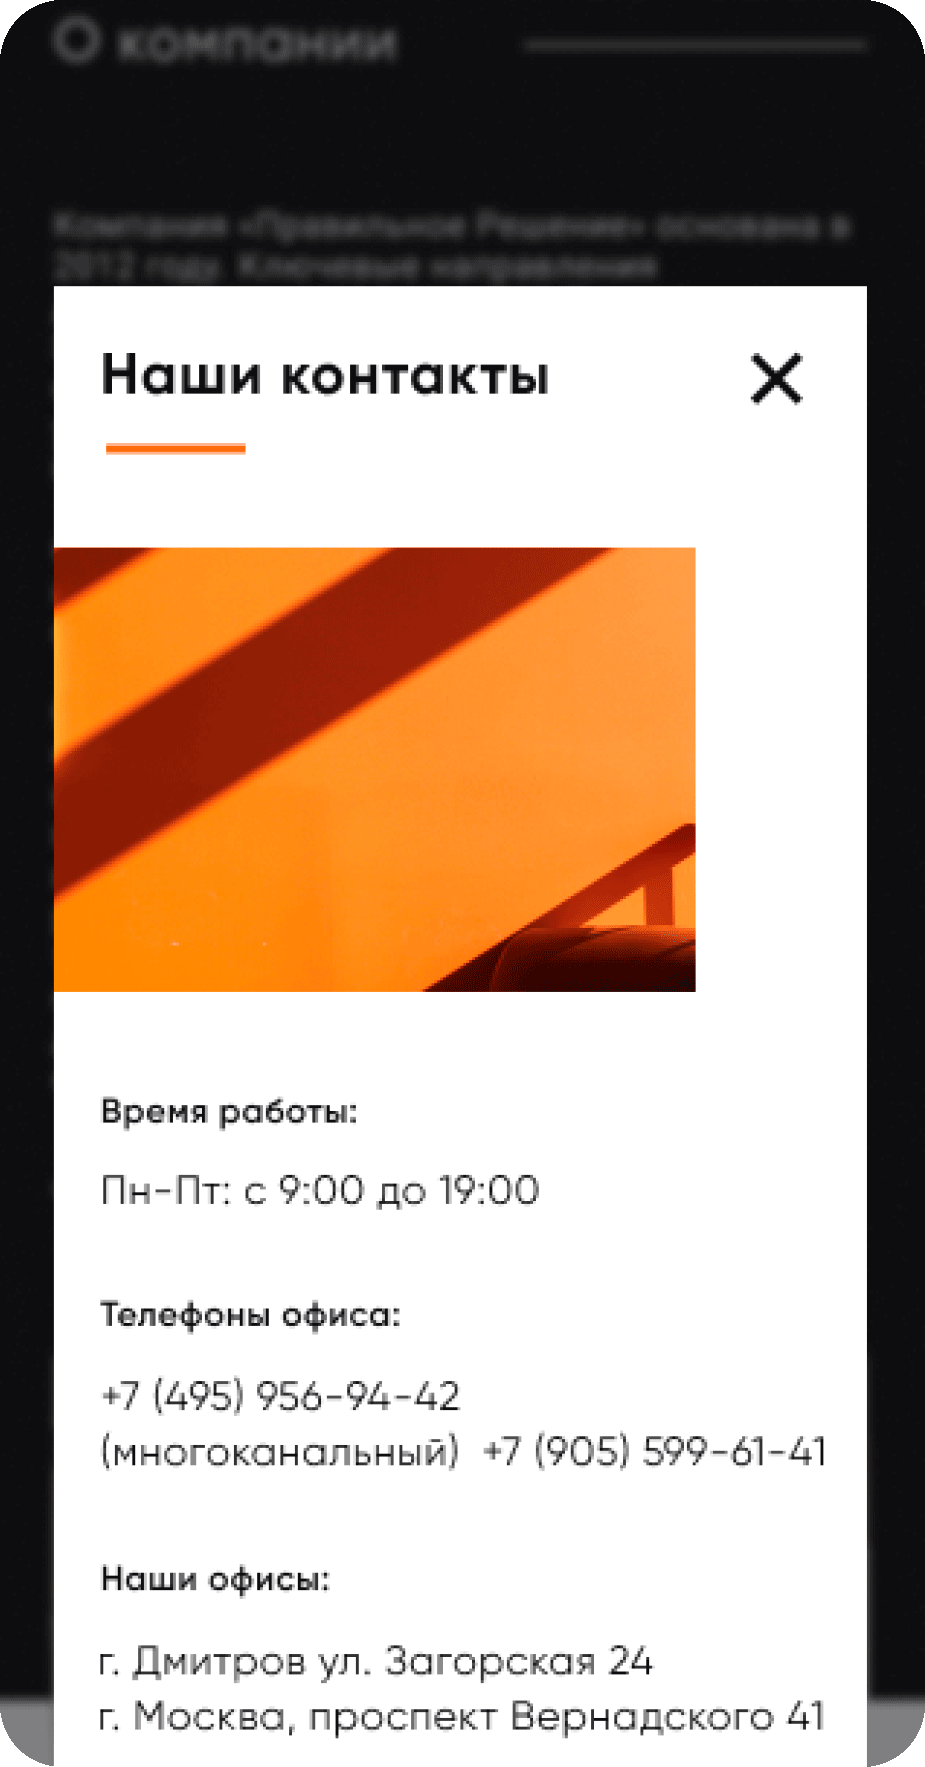 О компании
Компания «Правильное Решение» основана в
2012 году. Ключевые направления
Наши контакты
Время работы:
Пн-Пт: с 9:00 до 19:00
Телефоны офиса:
+7 (495) 956-94-42
(многоканальный) +7 (905) 599-61-41
Наши офисы:
г. Дмитров ул. Загорская 24
г. Москва, проспект Вернадского 41